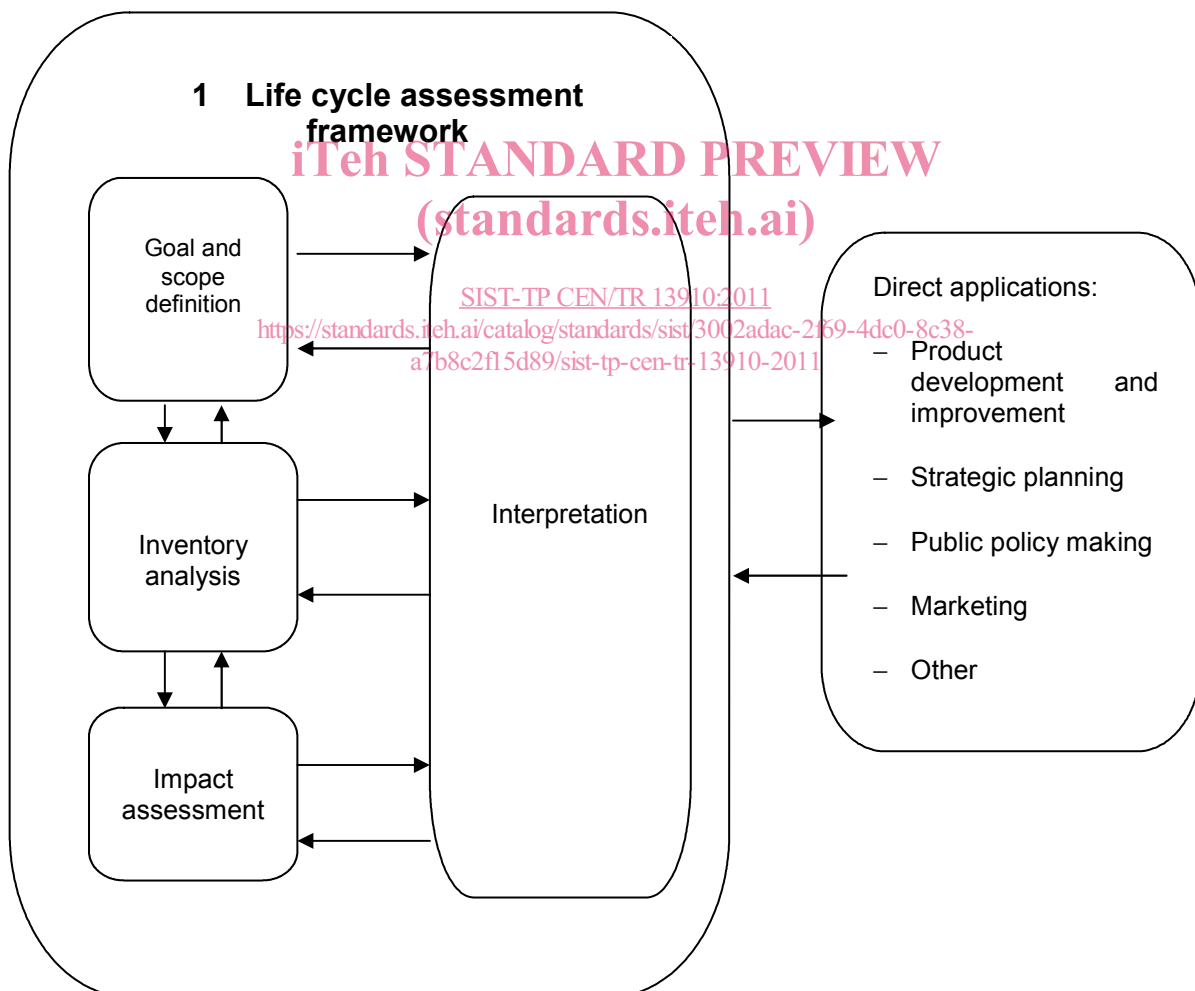 1 Life cycle assessment
framework
iTeh STANDARD PREVIEW
(standards.iteh.ai)
SIST-TP CEN/TR 13910:2011
https://standards.iteh.ai/catalog/standards/sist/3002adac-2f69-4dc0-8c38-
a7b8c2f15d89/sist-tp-cen-tr-13910-2011
Goal and
scope
definition
Inventory
analysis
Impact
assessment
Interpretation
Direct applications:
– Product
development and
improvement
– Strategic planning
– Public policy making
– Marketing
– Other